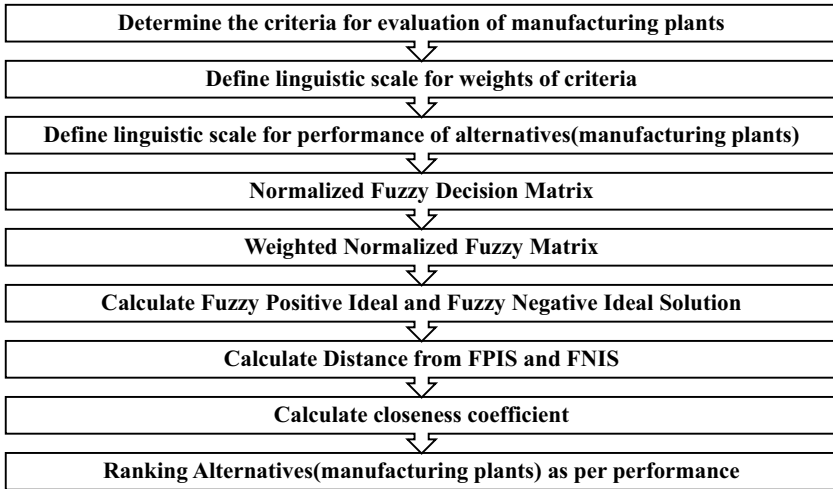 Determine the criteria for evaluation of manufacturing plants
Define linguistic scale for weights of criteria
Define linguistic scale for performance of alternatives(manufacturing plants)
Normalized Fuzzy Decision Matrix
Weighted Normalized Fuzzy Matrix
Calculate Fuzzy Positive Ideal and Fuzzy Negative Ideal Solution
Calculate Distance from FPIS and FNIS
Calculate closeness coefficient
Ranking Alternatives(manufacturing plants) as per performance